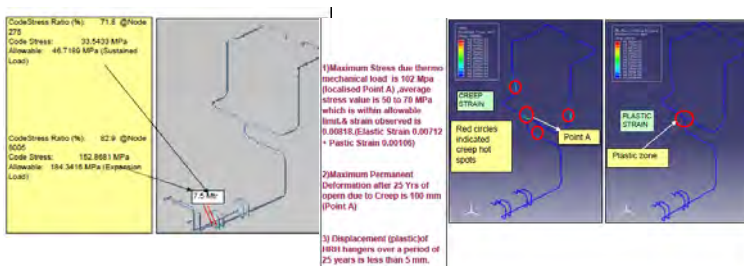 CodeStress Ratio (%): 71.8 @Node
278
Code Stress: 33.5433 MPa
Allowable: 46.7189 MPa (Sustained
Load)
CodeStress Ratio (%): 82.9 @Node
6005
Code Stress: 152.8681 MPa
Allowable: 184.3416 MPa (Expension
Load)
7.5 Mtr
1)Maximum Stress due thermo
mechanical load is 102 Mpa
(localised Point A) ,average
stress value is 50 to 70 MPa
which is within allowable
limit.& strain observed is
0.00818.(Elastic Strain 0.00712
+ Pastic Strain 0.00106)
2)Maximum Permanent
Deformation after 25 Yrs of
opern due to Creep is 100 mm
(Point A)
3) Displacement (plastic)of
HRH hangers over a period of
25 years is less than 5 mm.
CREEP
STRAIN
Red circles
indicated
creep hot
spots
Point A
PLASTIC
STRAIN
Plastic zone